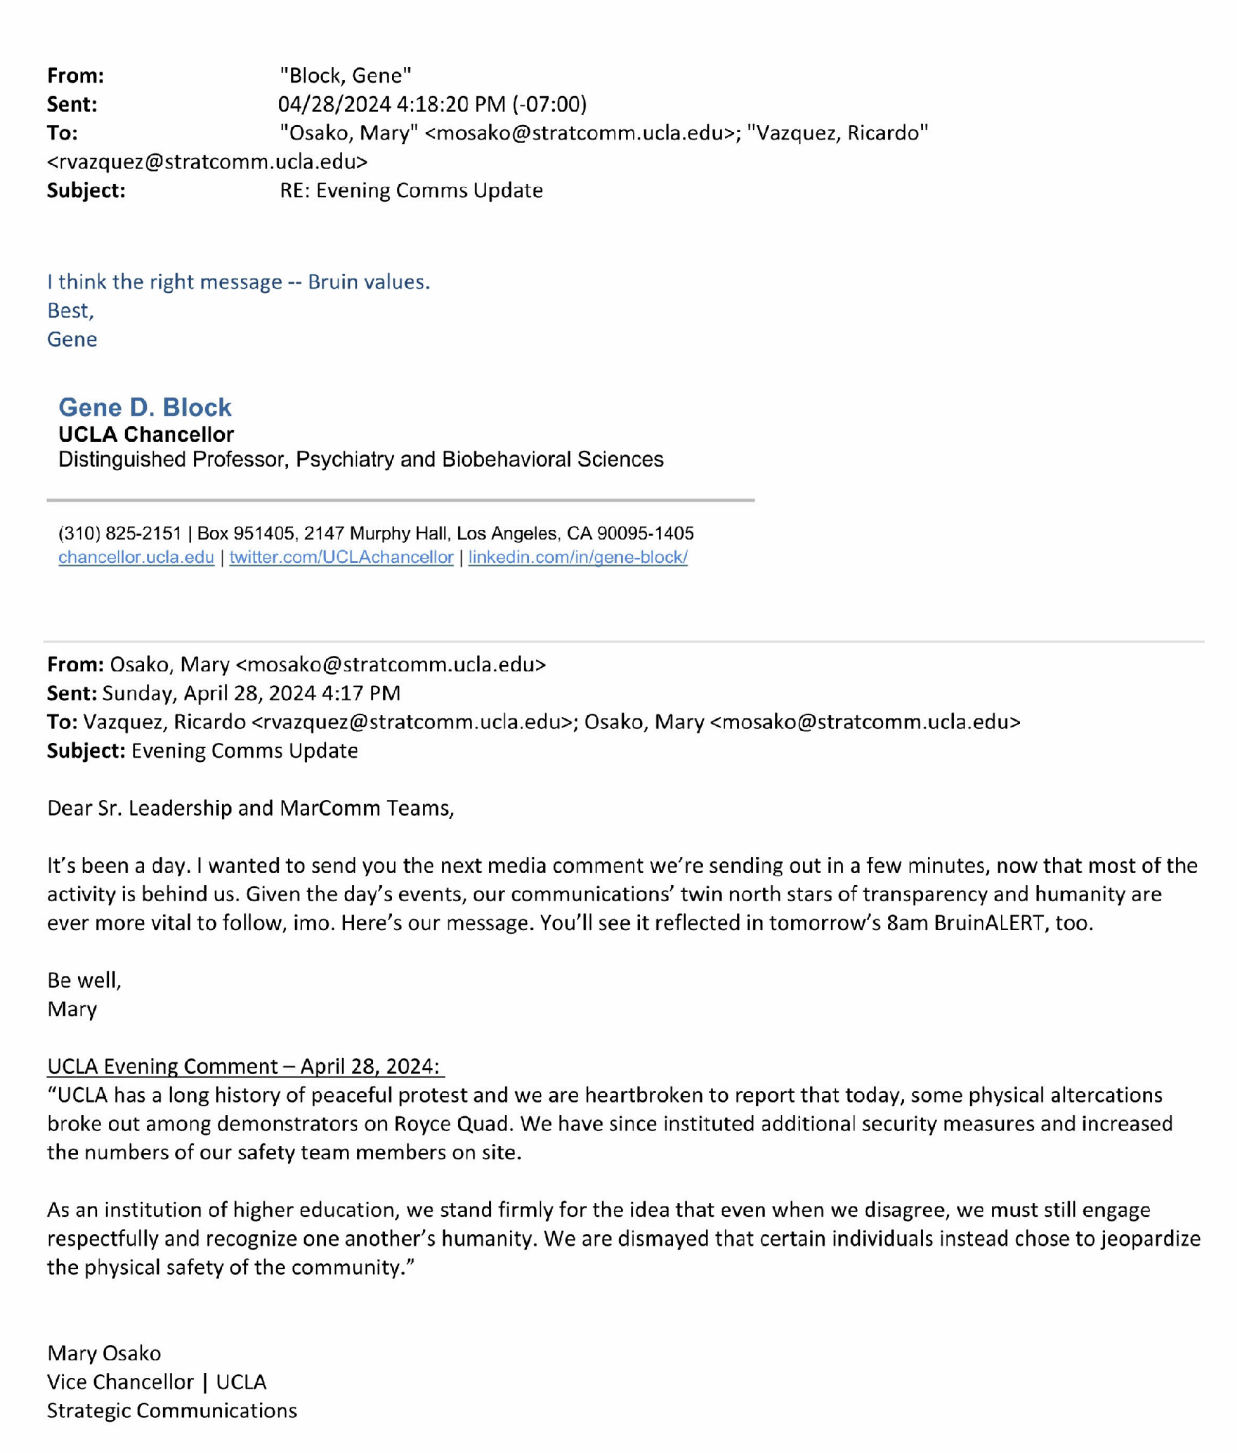 From: "Block, Gene"
Sent: 04/28/2024 4:18:20 PM (-07:00)
To: "Osako, Mary" <mosako@stratcomm.ucla.edu>; "Vazquez, Ricardo"
<rvazquez@stratcomm.ucla.edu>
Subject: RE: Evening Comms Update
I think the right message -- Bruin values.
Best,
Gene
Gene D. Block
UCLA Chancellor
Distinguished Professor, Psychiatry and Biobehavioral Sciences
(310) 825-2151 | Box 951405, 2147 Murphy Hall, Los Angeles, CA 90095-1405
chancellor.ucla.edu | twitter.com/UCLAchancellor | linkedin.com/in/gene-block/
From: Osako, Mary <mosako@stratcomm.ucla.edu>
Sent: Sunday, April 28, 2024 4:17 PM
To: Vazquez, Ricardo <rvazquez@stratcomm.ucla.edu>; Osako, Mary <mosako@stratcomm.ucla.edu>
Subject: Evening Comms Update
Dear Sr. Leadership and MarComm Teams,
It’s been a day. I wanted to send you the next media comment we’re sending out in a few minutes, now that most of the
activity is behind us. Given the day’s events, our communications’ twin north stars of transparency and humanity are
ever more vital to follow, imo. Here’s our message. You’ll see it reflected in tomorrow’s 8am BruinALERT, too.
Be well,
Mary
UCLA Evening Comment – April 28, 2024:
“UCLA has a long history of peaceful protest and we are heartbroken to report that today, some physical altercations
broke out among demonstrators on Royce Quad. We have since instituted additional security measures and increased
the numbers of our safety team members on site.
As an institution of higher education, we stand firmly for the idea that even when we disagree, we must still engage
respectfully and recognize one another’s humanity. We are dismayed that certain individuals instead chose to jeopardize
the physical safety of the community.”
Mary Osako
Vice Chancellor | UCLA
Strategic Communications